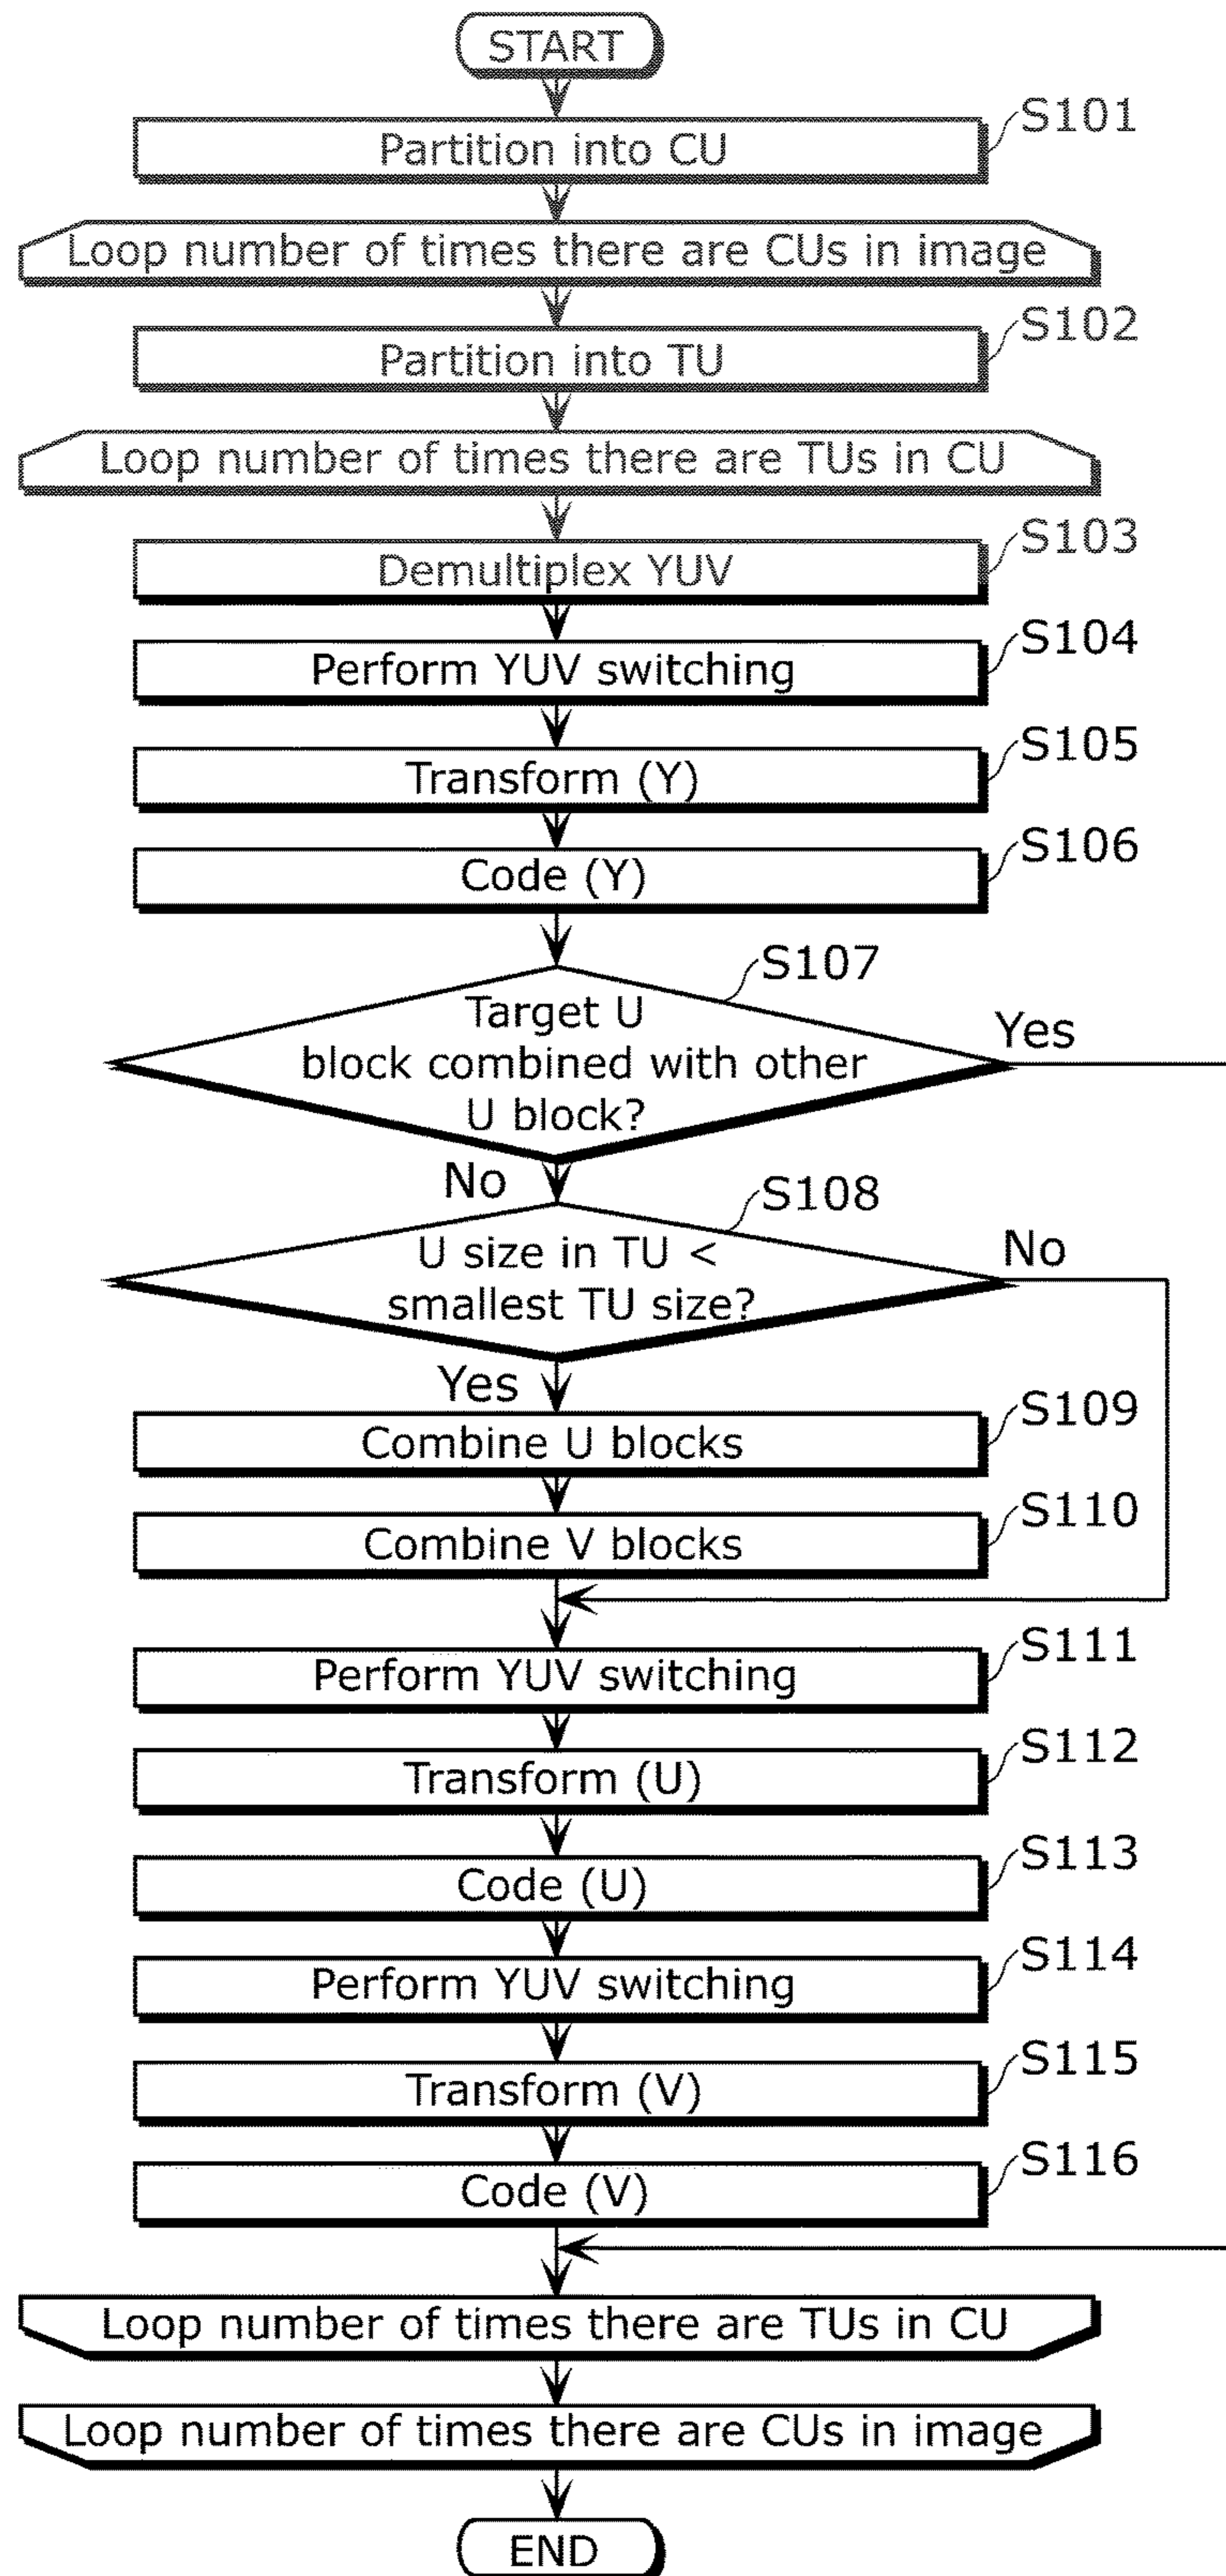 START
S101
Partition into CU
Loop number of times there are CUs in image
S102
Partition into TU
Loop number of times there are TUs in CU
S103
Demultiplex YUV
S104
Perform YUV switching
S105
Transform (Y)
S106
Code (Y)
S107
Target U
block combined with other
U block?
Yes
No
S108
U size in TU <
smallest TU size?
No
Yes
S109
Combine U blocks
S110
Combine V blocks
S111
Perform YUV switching
S112
Transform (U)
S113
Code (U)
S114
Perform YUV switching
S115
Transform (V)
S116
Code (V)
Loop number of times there are TUs in CU
Loop number of times there are CUs in image
END